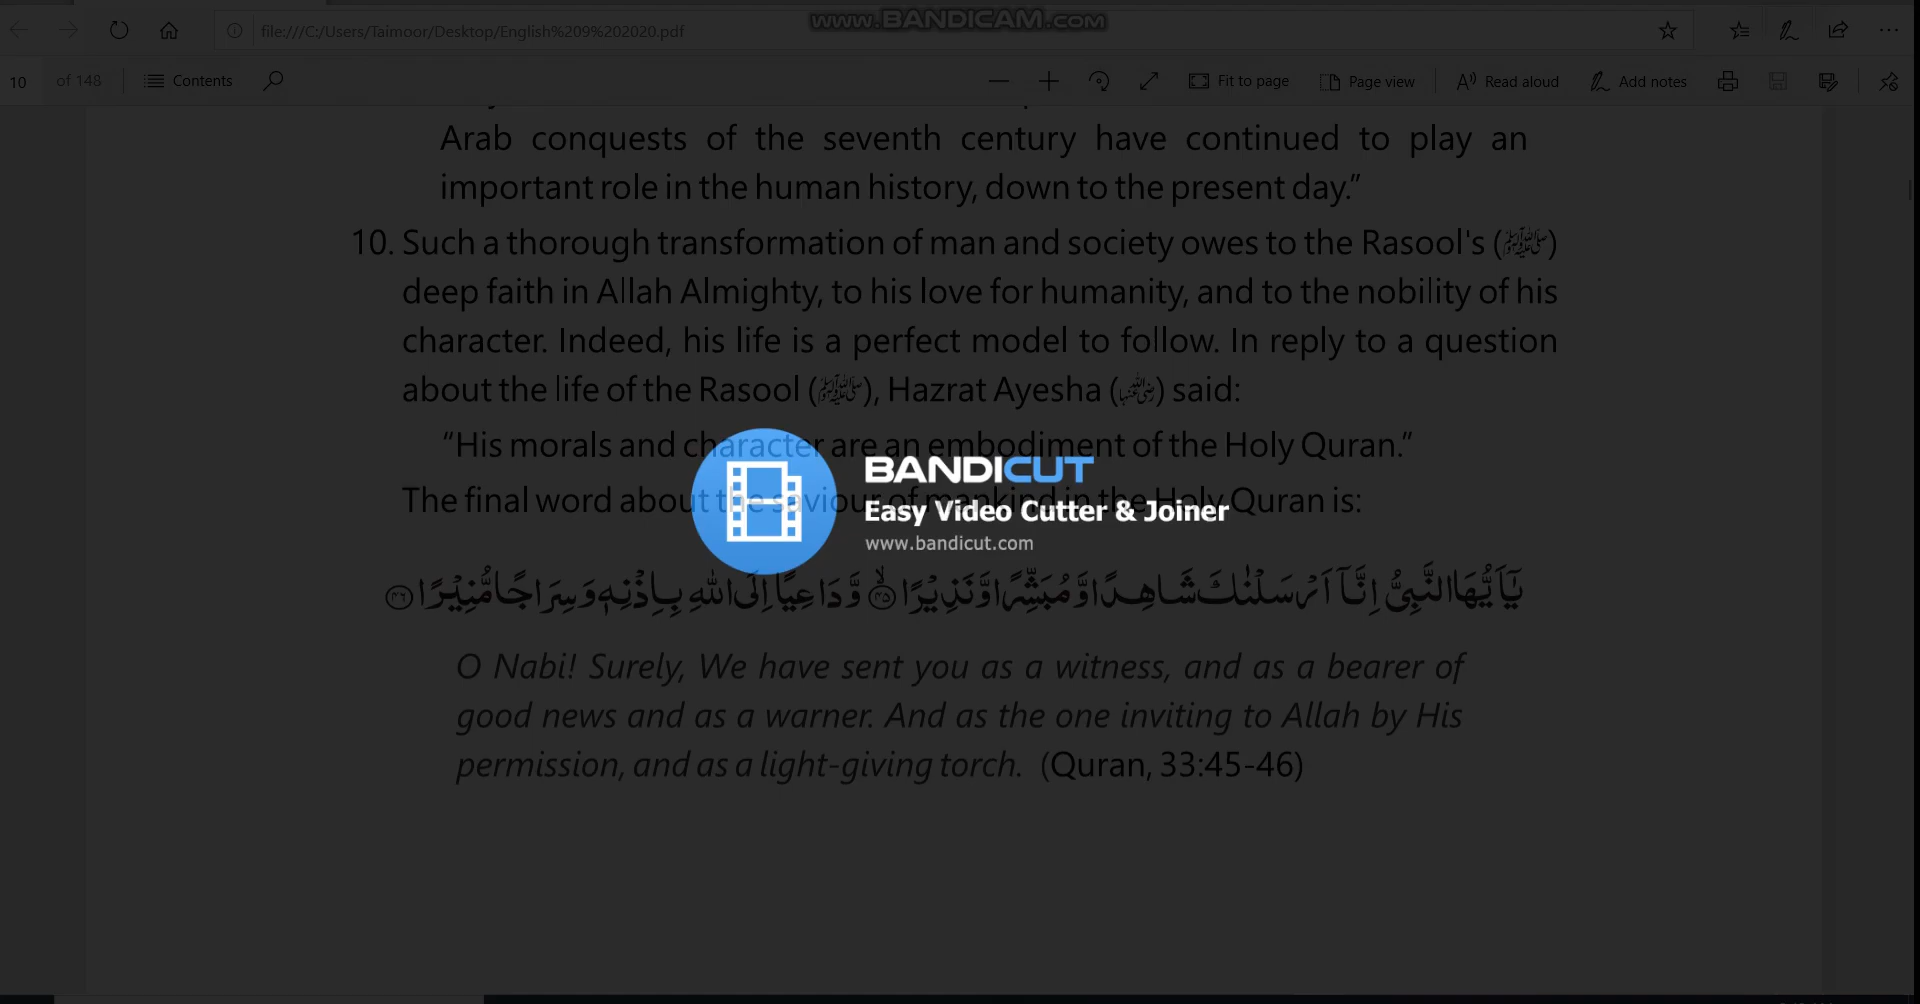 www.BANDICAM.com
file:///C:/Users/Taimoor/Desktop/English%209%202020.pdf
10 of 148 Contents Fit to page Page view Read aloud Add notes
Arab conquests of the seventh century have continued to play an
important role in the human history, down to the present day.”
10. Such a thorough transformation of man and society owes to the Rasool's (ﷺ)
deep faith in Allah Almighty, to his love for humanity, and to the nobility of his
character. Indeed, his life is a perfect model to follow. In reply to a question
about the life of the Rasool (ﷺ), Hazrat Ayesha (رضی اللہ عنہا) said:
“His morals and character are an embodiment of the Holy Quran.”
The final word about the saviour of mankind in the Holy Quran is:
BANDICUT
Easy Video Cutter & Joiner
www.bandicut.com
يٰٓاَيُّهَا النَّبِىُّ اِنَّآ اَرْسَلْنٰكَ شَاهِدًا وَّمُبَشِّرًا وَّنَذِيْرًا ۙ﴿۴۵﴾ وَّدَاعِيًا اِلَى اللّٰهِ بِاِذْنِهٖ وَسِرَاجًا مُّنِيْرًا ﴿۴۶﴾
O Nabi! Surely, We have sent you as a witness, and as a bearer of
good news and as a warner. And as the one inviting to Allah by His
permission, and as a light-giving torch. (Quran, 33:45-46)